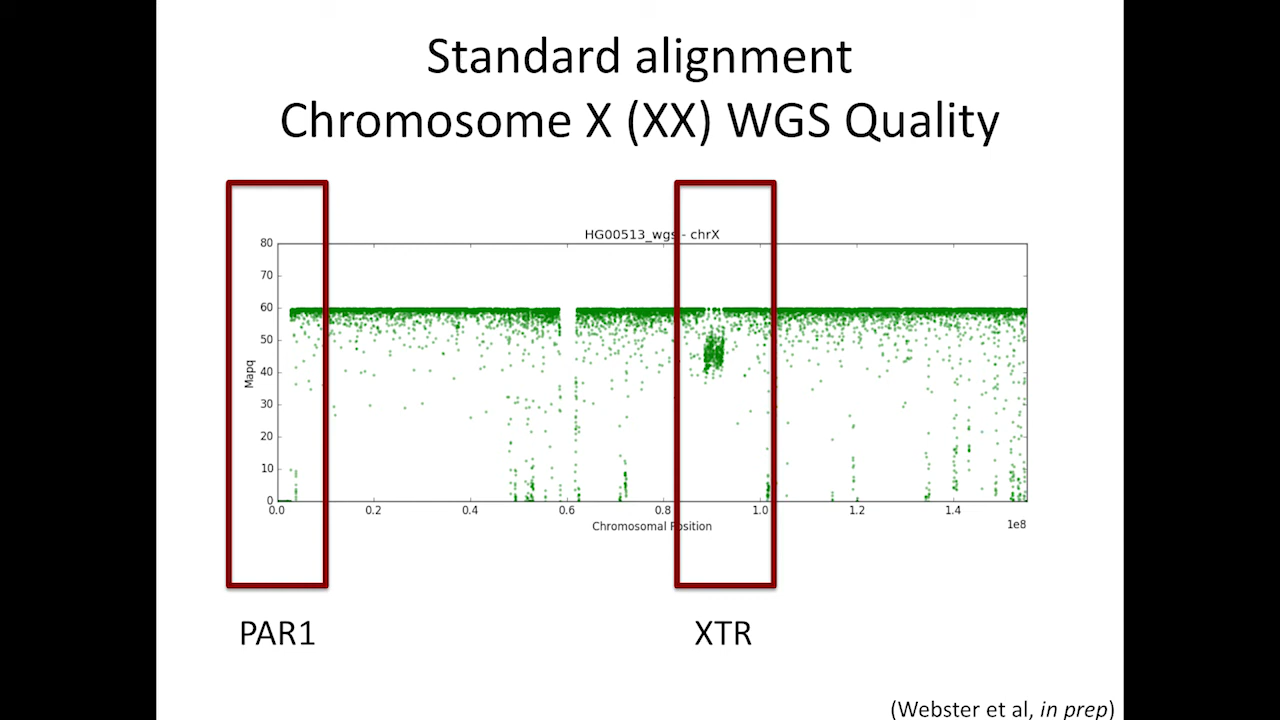 Standard alignment
Chromosome X (XX) WGS Quality
HG00513_wgs - chrX
80
70
60
50
40
30
20
10
0
Mapq
0.0 0.2 0.4 0.6 0.8 1.0 1.2 1.4
1e8
Chromosomal Position
PAR1 XTR
(Webster et al, in prep)